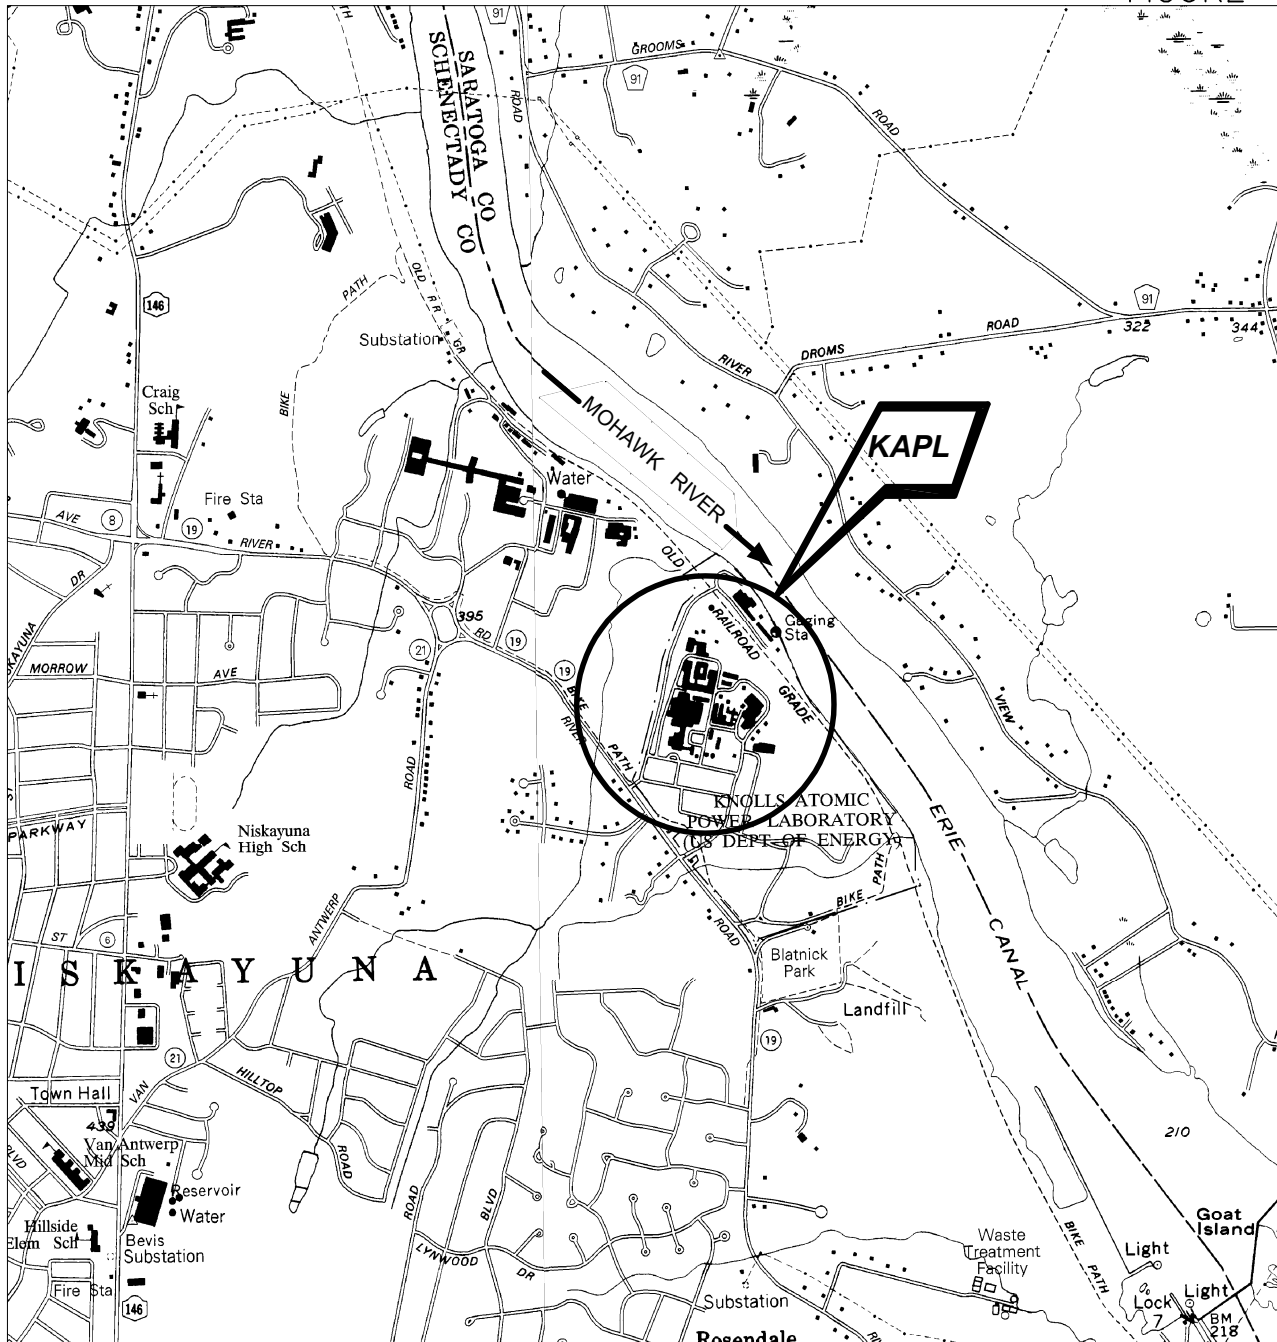 91
GROOMS
91
ROAD
ROAD
SARATOGA CO
SCHENECTADY CO
PATH
OLD R R GR
146
Substation
BIKE
91
ROAD
322
344
DROMS
RIVER
Craig
Sch
MOHAWK RIVER
KAPL
Water
Fire Sta
AVE
8
19
RIVER
OLD
DR
395
RD
19
21
19
Gaging
Sta
RAILROAD
GRADE
MORROW
AVE
BIKE
PATH
RIVER
VIEW
ROAD
KNOLLS ATOMIC
POWER LABORATORY
US DEPT. OF ENERGY
ERIE
CANAL
PARKWAY
Niskayuna
High Sch
ANTWERP
PATH
BIKE
ROAD
ST
6
ISKAYUNA
Blatnick
Park
Landfill
19
21
HILLTOP
ROAD
VAN
Town Hall
439
Van Antwerp
Mid Sch
BLVD
210
Reservoir
Water
ROAD
BLVD
Hillside
Elem Sch
Bevis
Substation
Fire Sta
146
LYNWOOD
DR
Substation
Rosendale
Waste
Treatment
Facility
BIKE
PATH
Goat
Island
Light
Light
Lock
7
BM
218